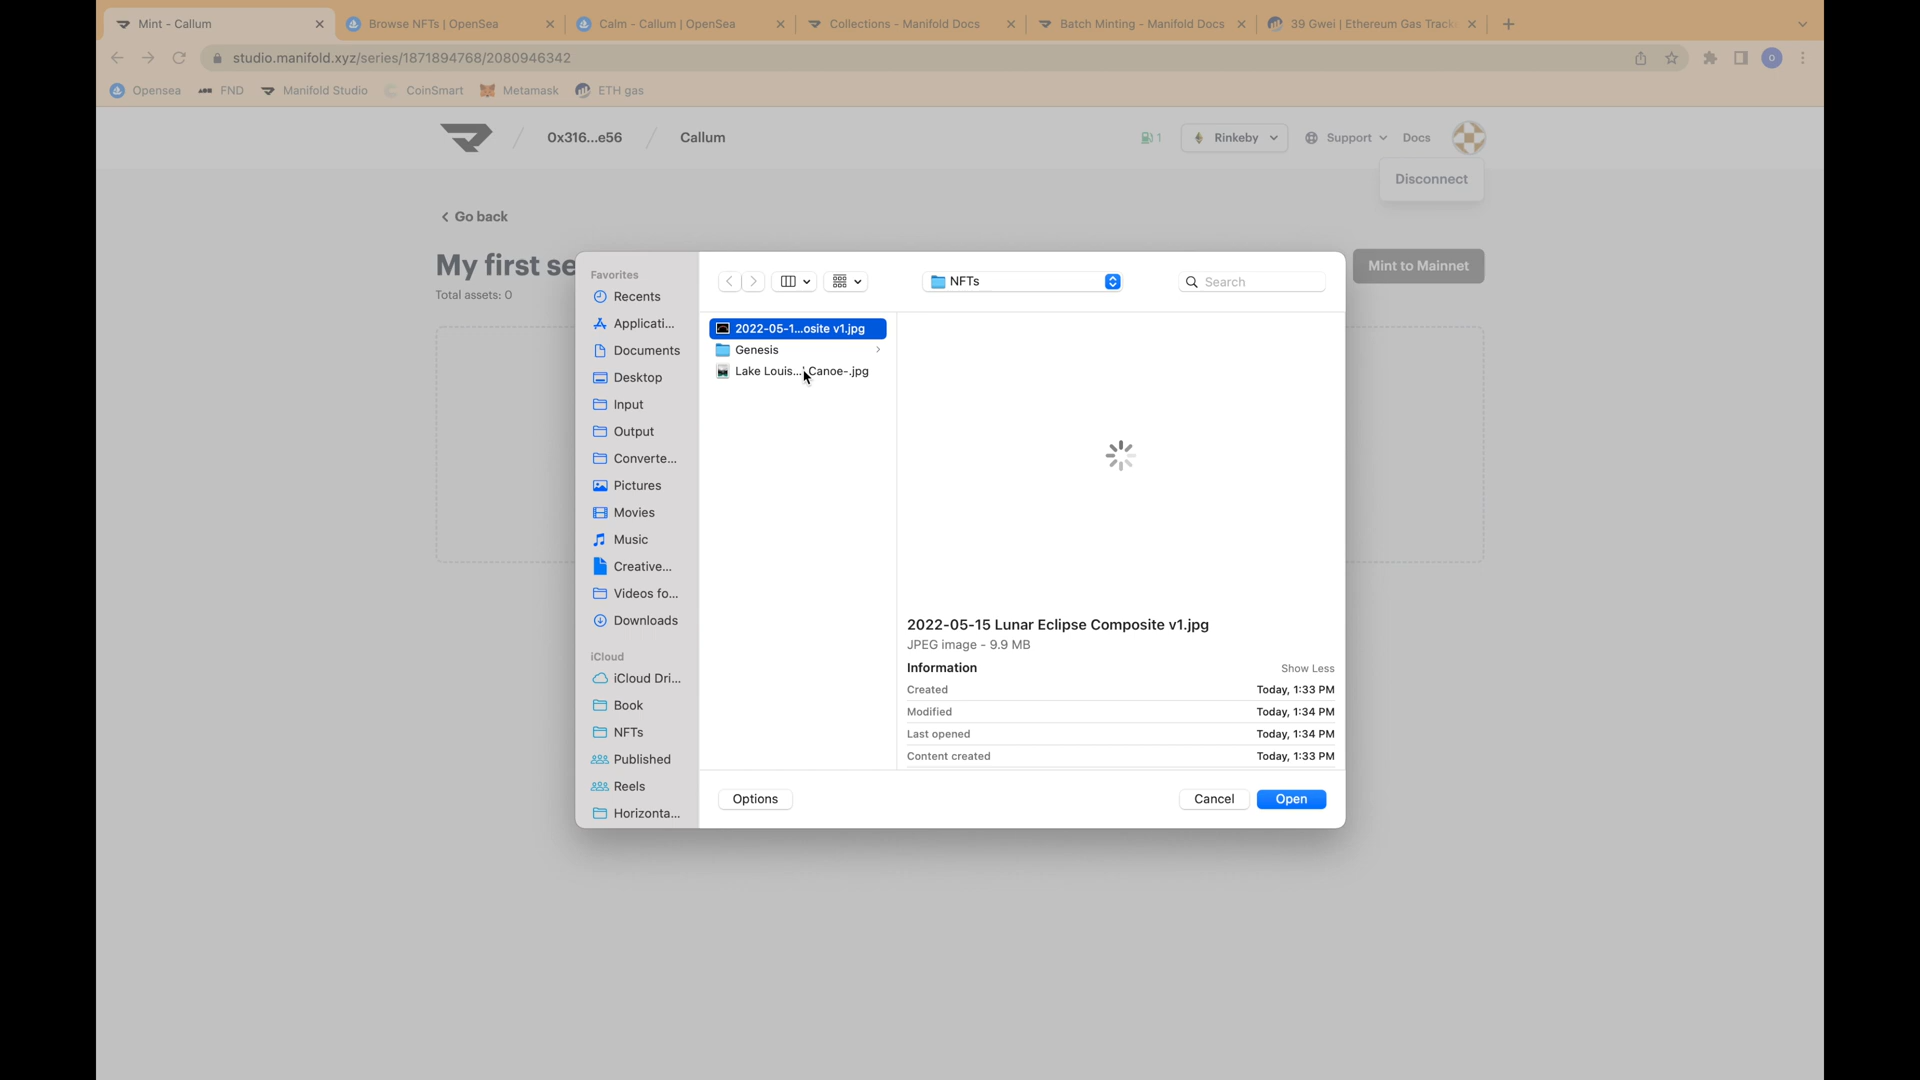 Mint - Callum
Browse NFTs | OpenSea
Calm - Callum | OpenSea
Collections - Manifold Docs
Batch Minting - Manifold Docs
39 Gwei | Ethereum Gas Track
studio.manifold.xyz/series/1871894768/2080946342
O
Opensea
FND
Manifold Studio
CoinSmart
Metamask
ETH gas
/ 0x316...e56 / Callum
1
Rinkeby
Support
Docs
Disconnect
Go back
My first se
Total assets: 0
Mint to Mainnet
Favorites
Recents
Applicati...
Documents
Desktop
Input
Output
Converte...
Pictures
Movies
Music
Creative...
Videos fo...
Downloads
iCloud
iCloud Dri...
Book
NFTs
Published
Reels
Horizonta...
NFTs
Search
2022-05-1...osite v1.jpg
Genesis
Lake Louis...' Canoe-.jpg
2022-05-15 Lunar Eclipse Composite v1.jpg
JPEG image - 9.9 MB
Information
Show Less
Created
Today, 1:33 PM
Modified
Today, 1:34 PM
Last opened
Today, 1:34 PM
Content created
Today, 1:33 PM
Options
Cancel
Open